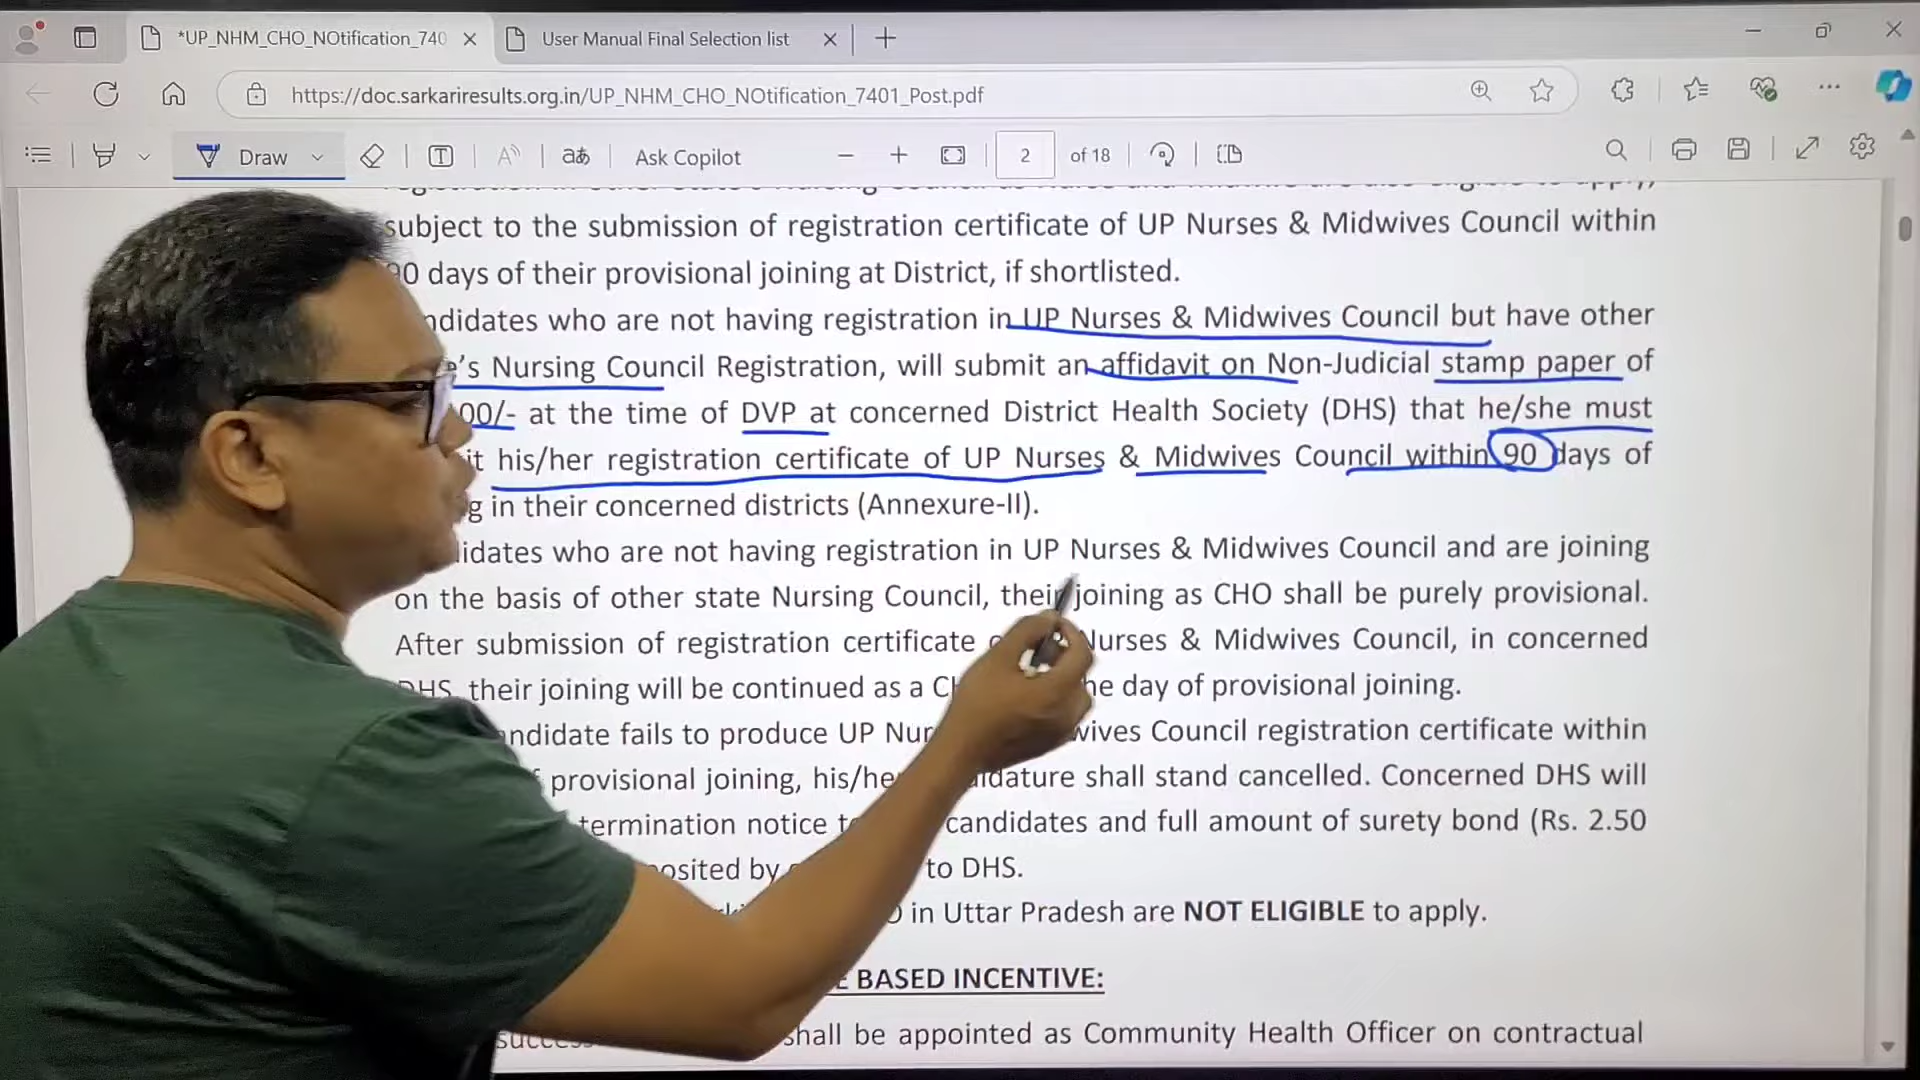 *UP_NHM_CHO_NOtification_740
User Manual Final Selection list
https://doc.sarkariresults.org.in/UP_NHM_CHO_NOtification_7401_Post.pdf
Draw
Ask Copilot
2 of 18
subject to the submission of registration certificate of UP Nurses & Midwives Council within
90 days of their provisional joining at District, if shortlisted.
ndidates who are not having registration in UP Nurses & Midwives Council but have other
e's Nursing Council Registration, will submit an affidavit on Non-Judicial stamp paper of
00/- at the time of DVP at concerned District Health Society (DHS) that he/she must
it his/her registration certificate of UP Nurses & Midwives Council within 90 days of
g in their concerned districts (Annexure-II).
idates who are not having registration in UP Nurses & Midwives Council and are joining
on the basis of other state Nursing Council, their joining as CHO shall be purely provisional.
After submission of registration certificate Nurses & Midwives Council, in concerned
DHS, their joining will be continued as a he day of provisional joining.
andidate fails to produce UP Nur wives Council registration certificate within
provisional joining, his/he idature shall stand cancelled. Concerned DHS will
termination notice candidates and full amount of surety bond (Rs. 2.50
osited by to DHS.
in Uttar Pradesh are NOT ELIGIBLE to apply.
BASED INCENTIVE:
success shall be appointed as Community Health Officer on contractual